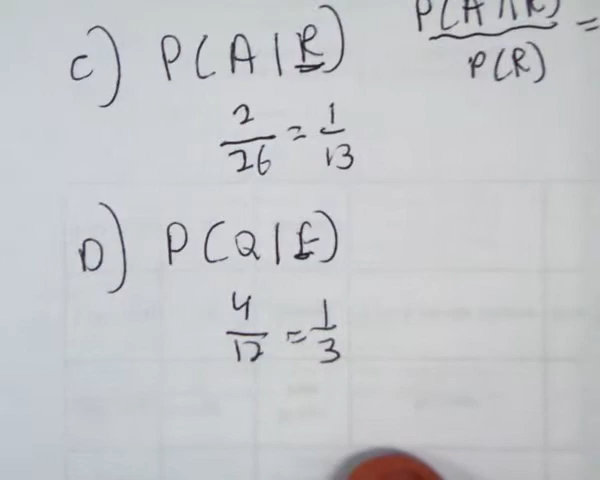 C) P(A|R) P(A∩R)/P(R) =
2/26 = 1/13
D) P(Q|F)
4/12 = 1/3